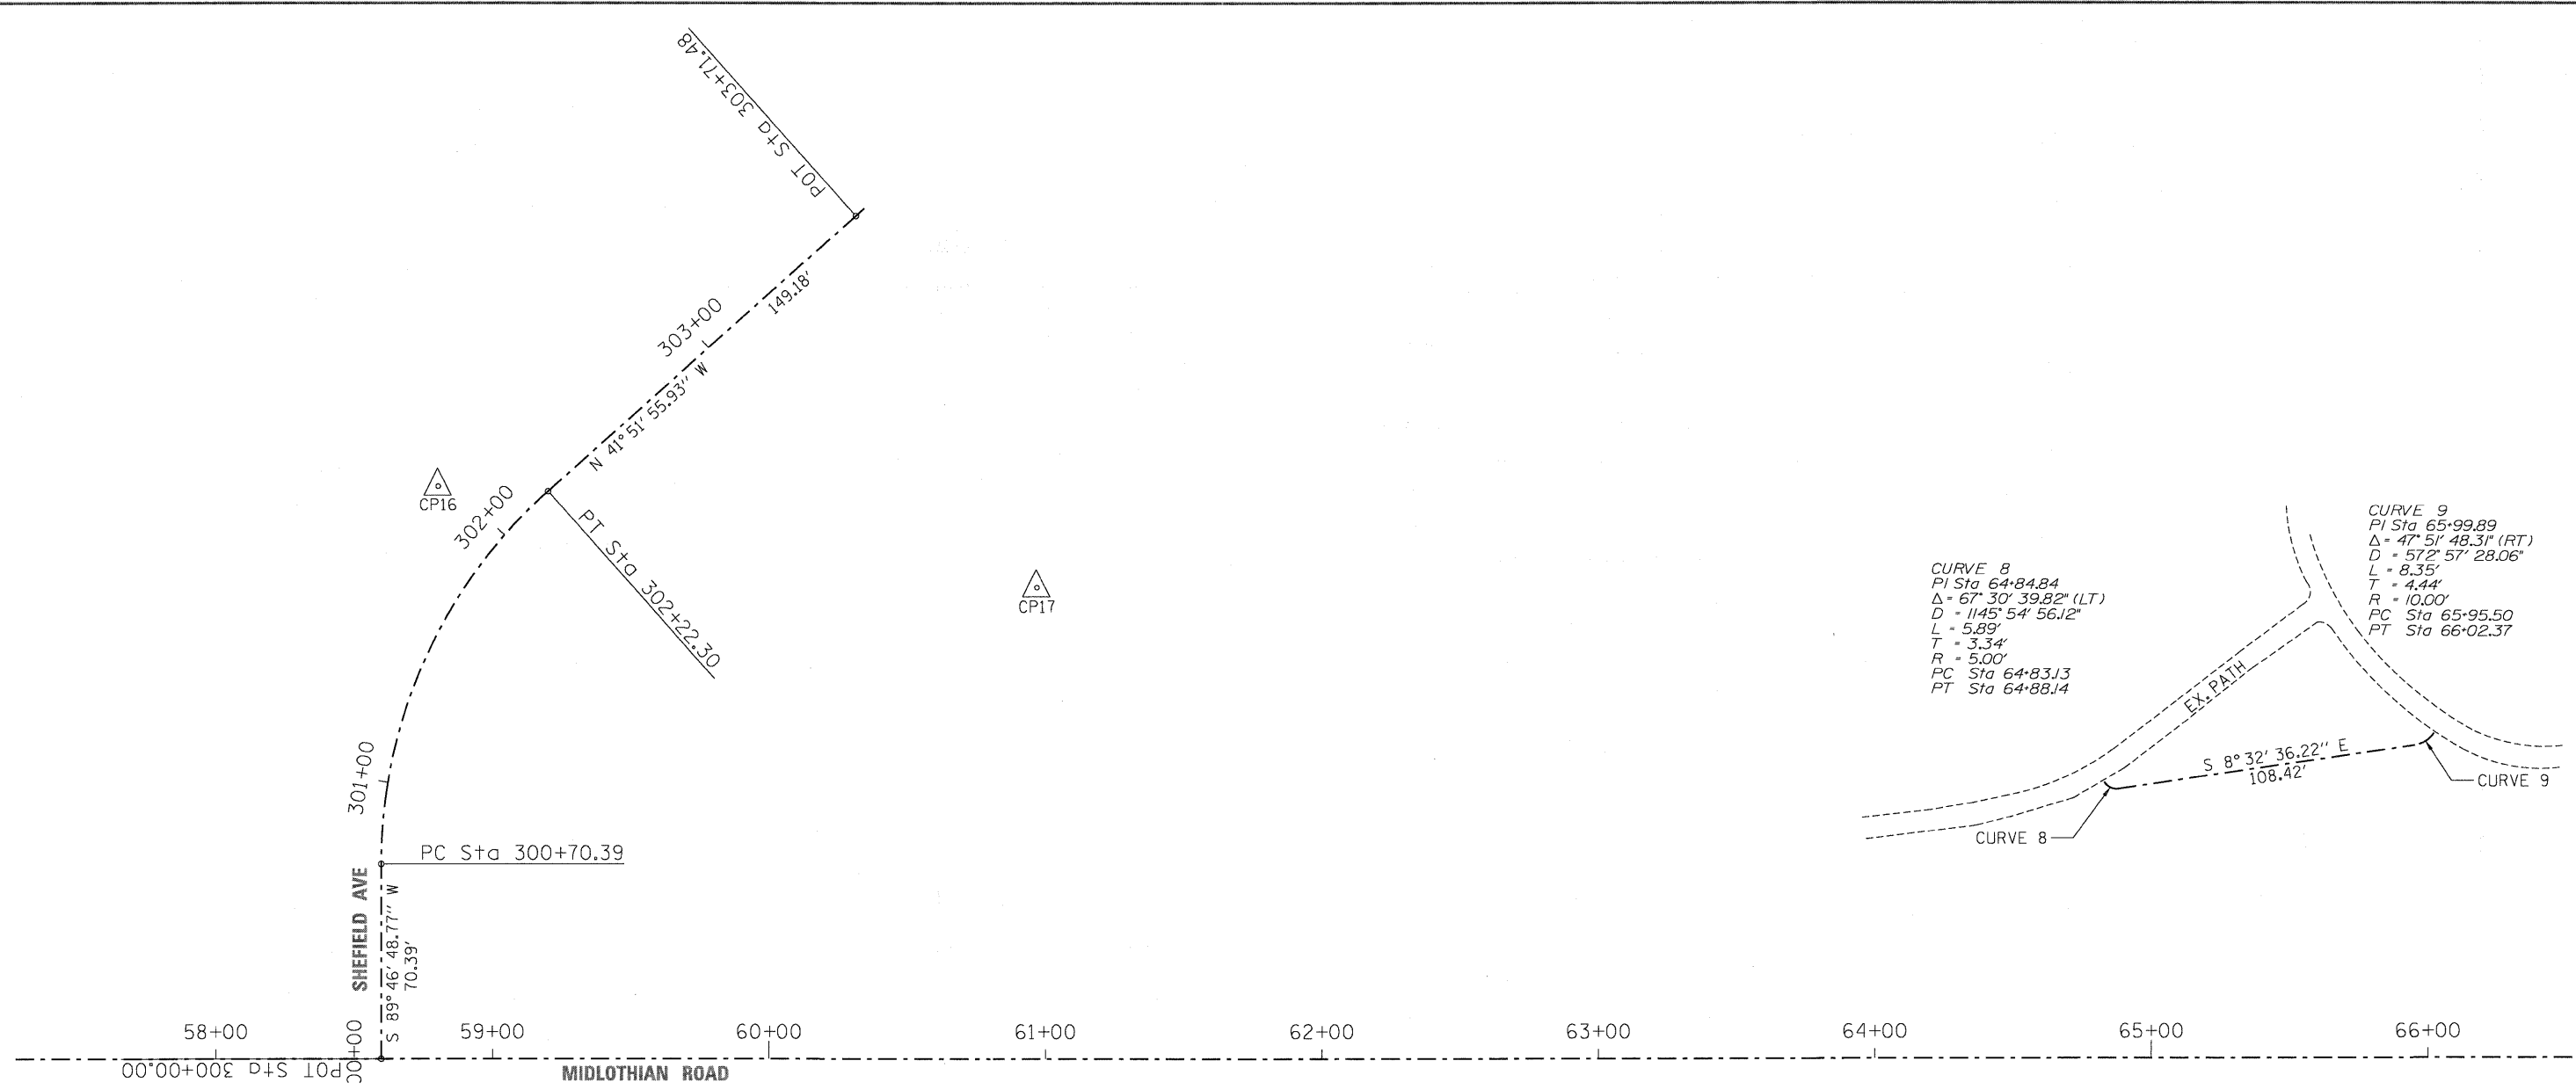 POT Sta 303+71.48
149.18'
303+00
N 41° 51' 55.93" W
CP16
302+00
PT Sta 302+22.30
CP17
CURVE 8
PI Sta 64+84.84
Δ = 67° 30' 39.82" (LT)
D = 1145° 54' 56.12"
L = 5.89'
T = 3.34'
R = 5.00'
PC Sta 64+83.13
PT Sta 64+88.14
CURVE 9
PI Sta 65+99.89
Δ = 47° 51' 48.31" (RT)
D = 572° 57' 28.06"
L = 8.35'
T = 4.44'
R = 10.00'
PC Sta 65+95.50
PT Sta 66+02.37
EX. PATH
S 8° 32' 36.22" E
108.42'
CURVE 9
CURVE 8
301+00
PC Sta 300+70.39
SHEFIELD AVE
S 89° 46' 48.77" W
70.39'
58+00 59+00 60+00 61+00 62+00 63+00 64+00 65+00 66+00
POT Sta 300+00.00
MIDLOTHIAN ROAD